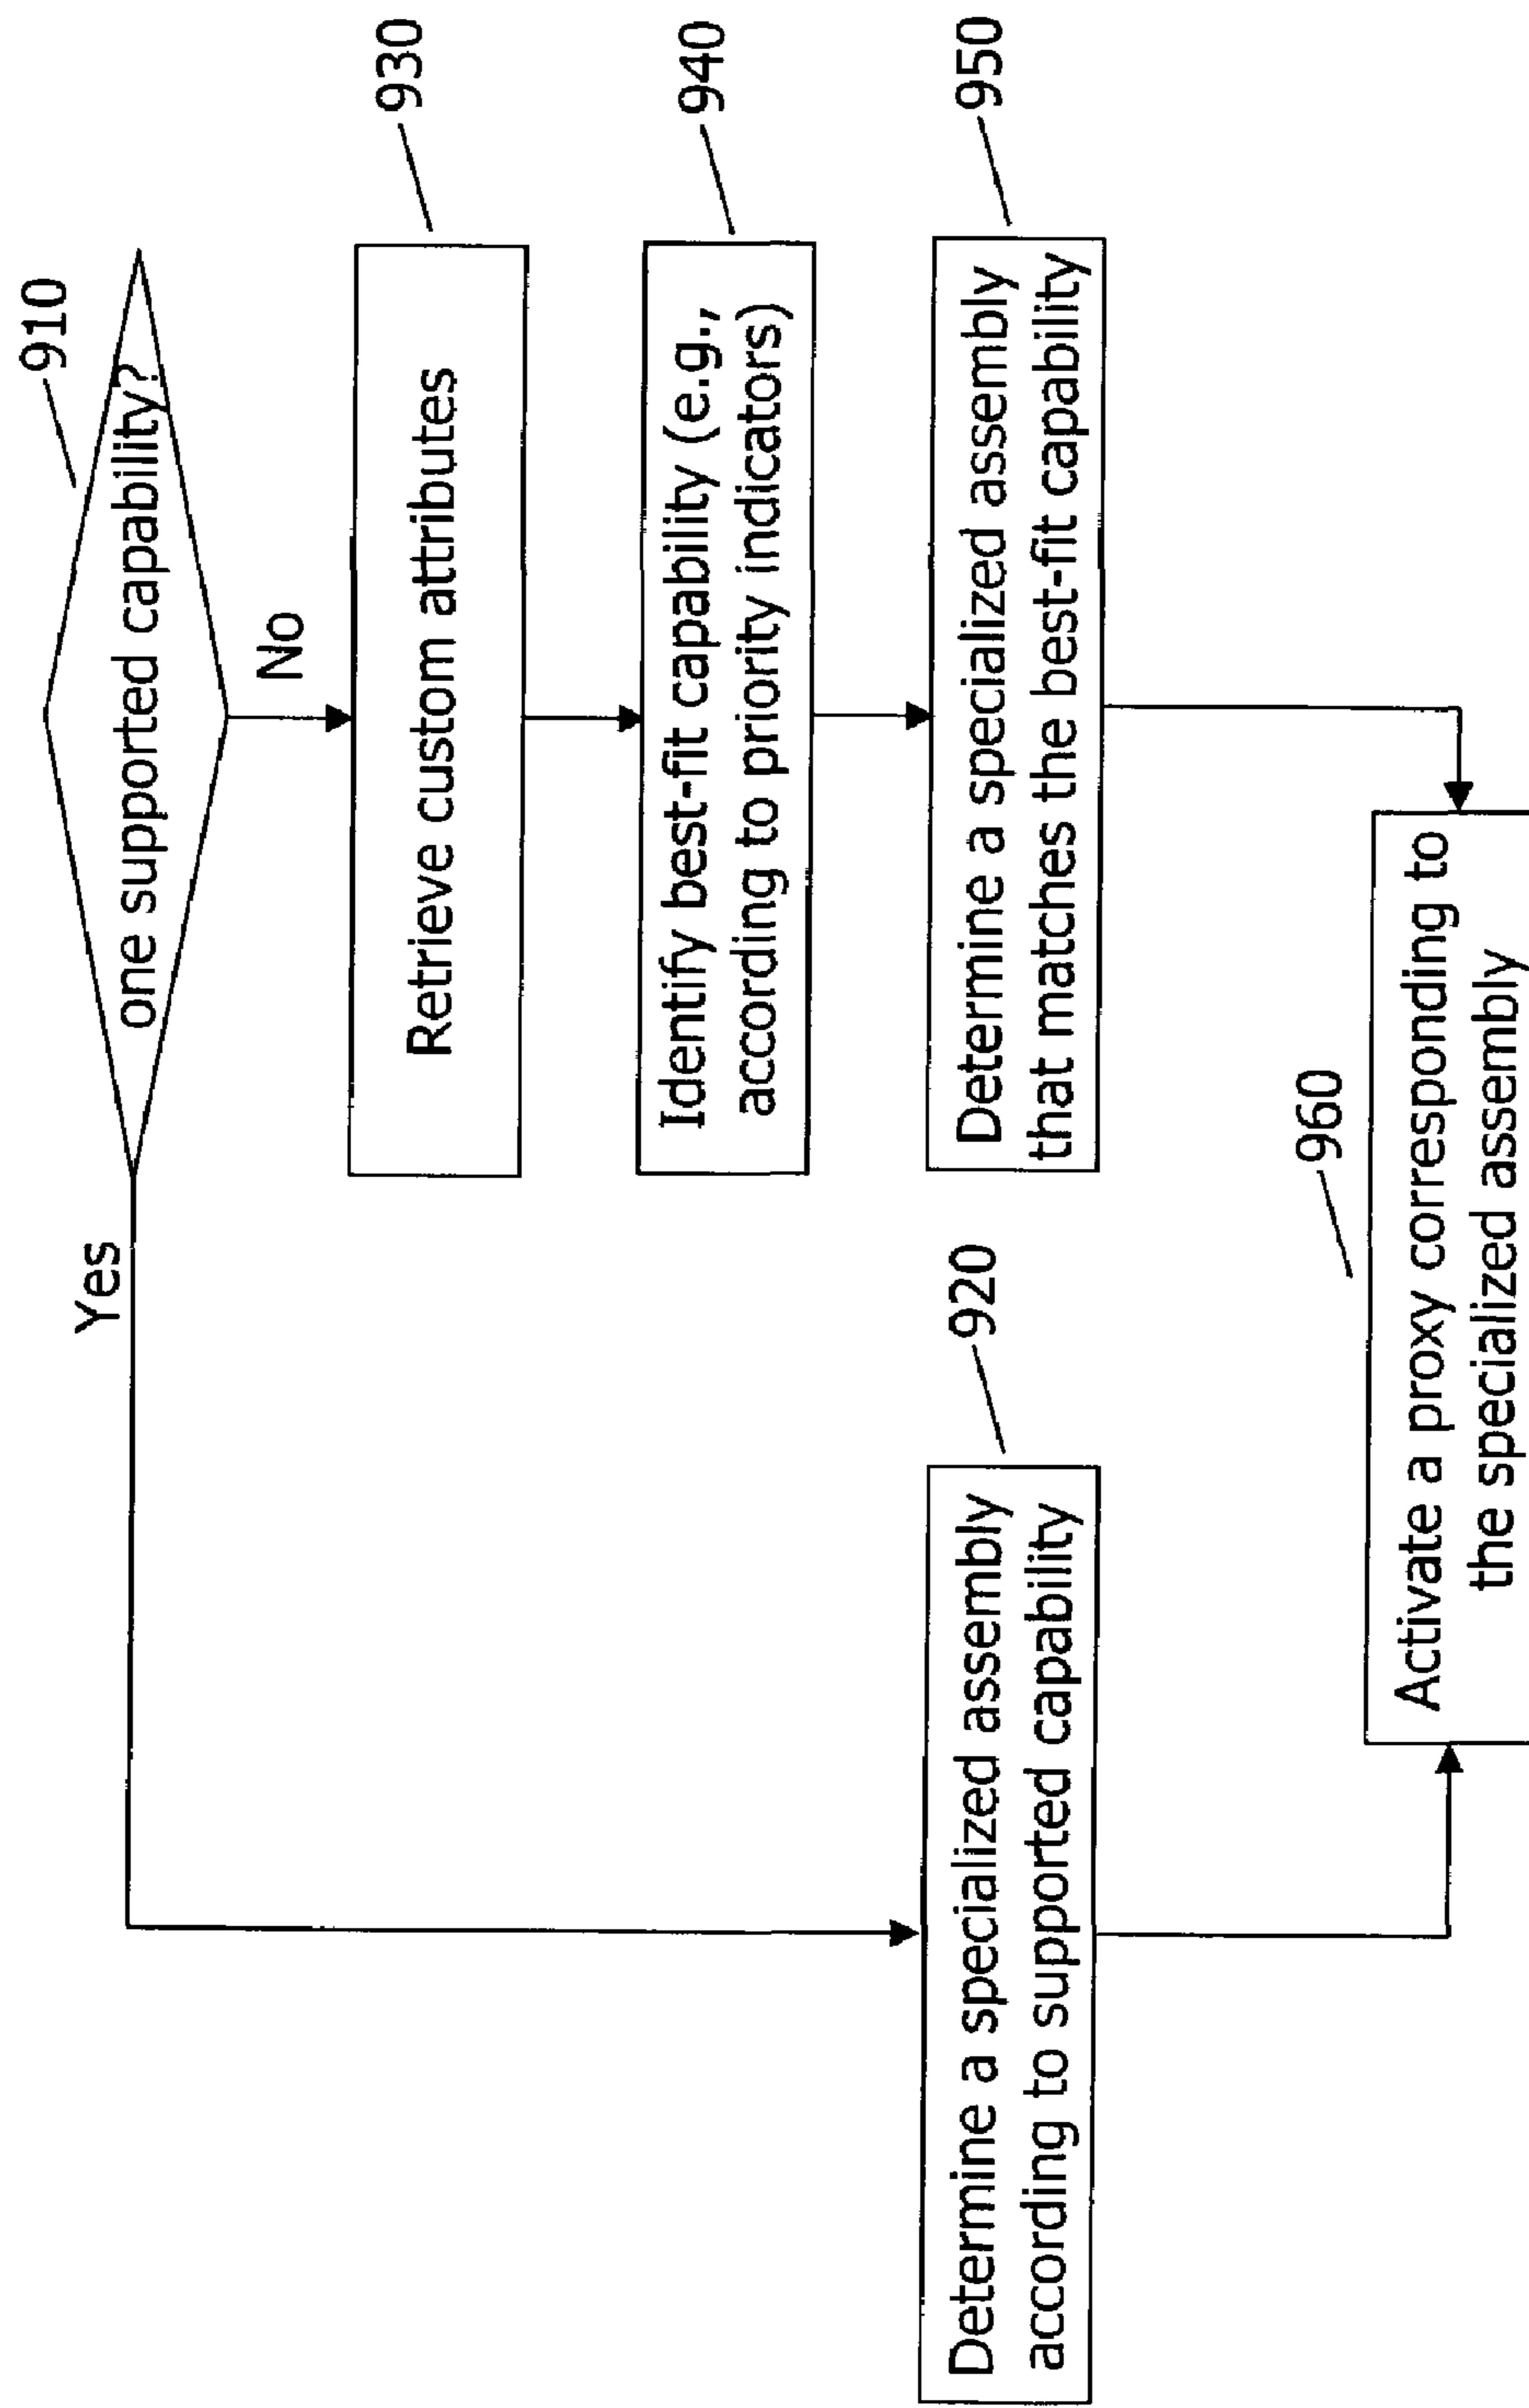 910
one supported capability?
Yes
No
930
Retrieve custom attributes
940
Identify best-fit capability (e.g.,
according to priority indicators)
920
Determine a specialized assembly
according to supported capability
950
Determine a specialized assembly
that matches the best-fit capability
960
Activate a proxy corresponding to
the specialized assembly